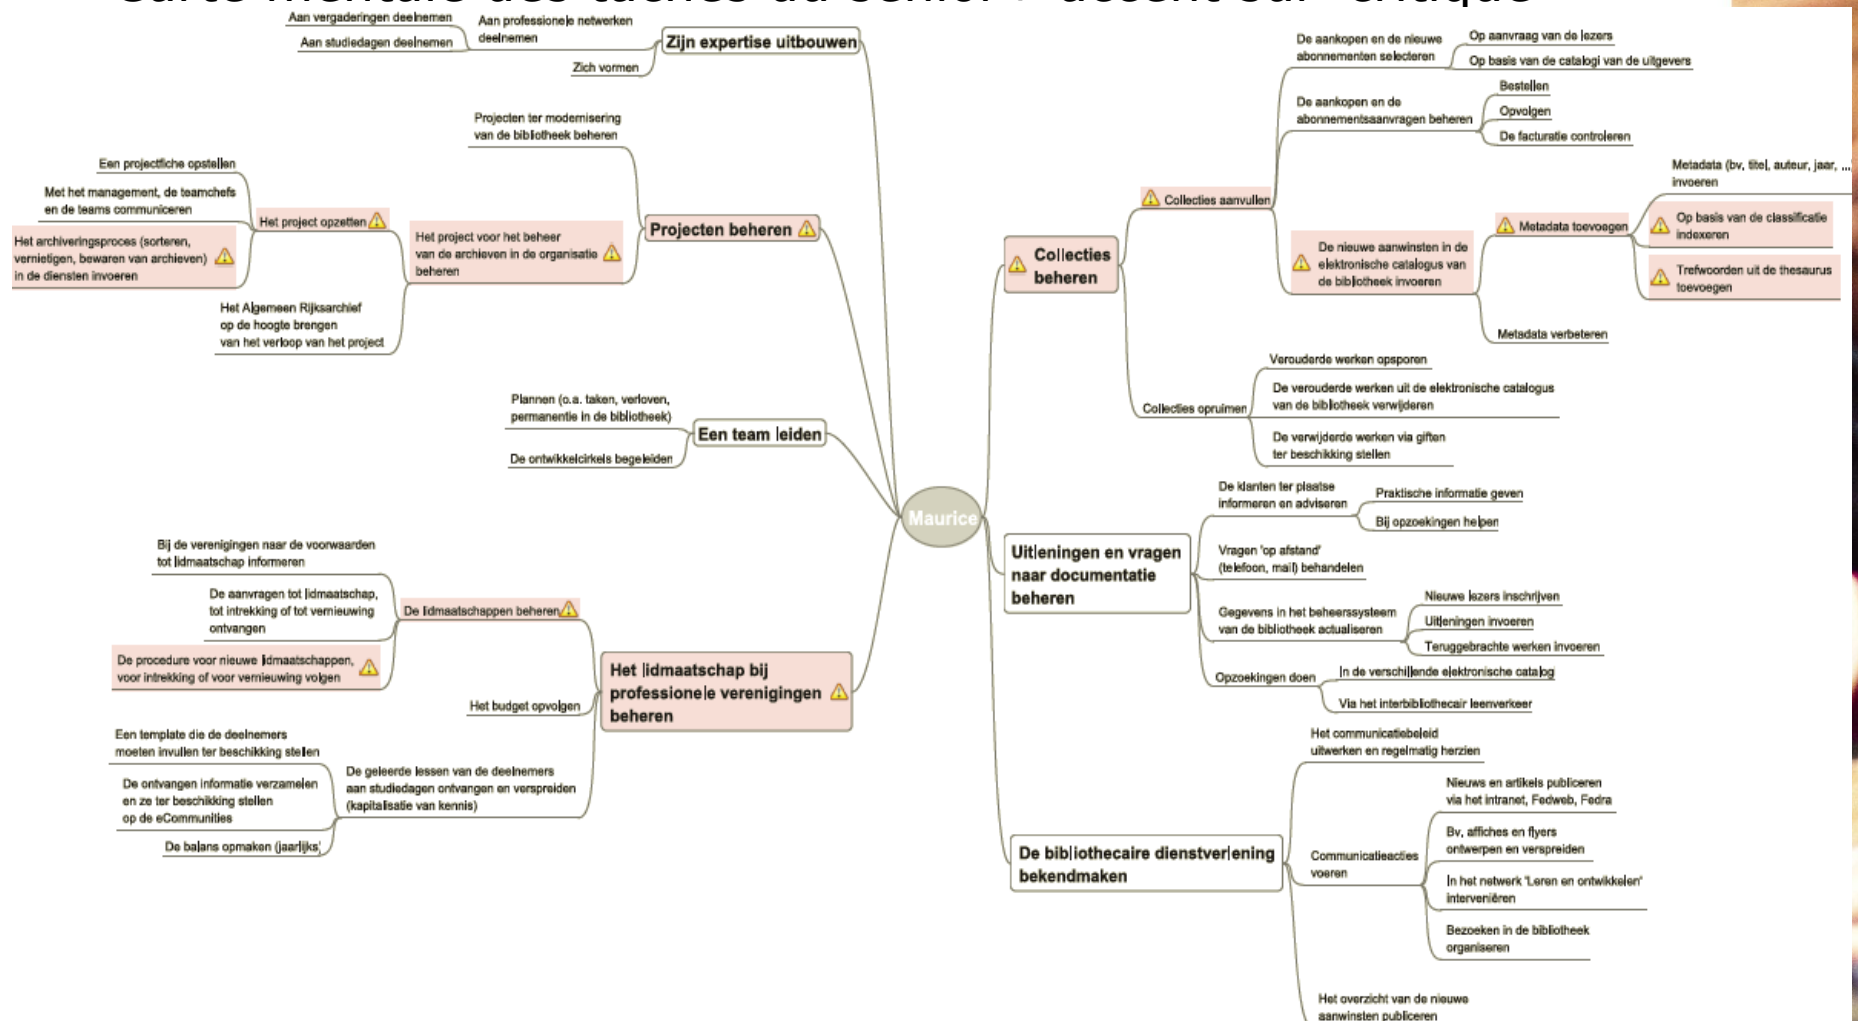 Carte mentale des tâches du senior : accent sur "critique"
Aan vergaderingen deelnemen
Aan studiedagen deelnemen
Aan professionele netwerken
deelnemen
Zich vormen
Zijn expertise uitbouwen
Projecten ter modernisering
van de bibliotheek beheren
Een projectfiche opstellen
Met het management, de teamchefs
en de teams communiceren
Het archiveringsproces (sorteren,
vernietigen, bewaren van archieven)
in de diensten invoeren
Het project opzetten
Het project voor het beheer
van de archieven in de organisatie
beheren
Projecten beheren
Het Algemeen Rijksarchief
op de hoogte brengen
van het verloop van het project
Plannen (o.a. taken, verloven,
permanentie in de bibliotheek)
De ontwikkelcirkels begeleiden
Een team leiden
Maurice
Bij de verenigingen naar de voorwaarden
tot lidmaatschap informeren
De aanvragen tot lidmaatschap,
tot intrekking of tot vernieuwing
ontvangen
De procedure voor nieuwe lidmaatschappen,
voor intrekking of voor vernieuwing volgen
De lidmaatschappen beheren
Het budget opvolgen
Het lidmaatschap bij
professionele verenigingen
beheren
Een template die de deelnemers
moeten invullen ter beschikking stellen
De ontvangen informatie verzamelen
en ze ter beschikking stellen
op de eCommunities
De balans opmaken (jaarlijks)
De geleerde lessen van de deelnemers
aan studiedagen ontvangen en verspreiden
(kapitalisatie van kennis)
Collecties
beheren
Collecties aanvullen
De aankopen en de nieuwe
abonnementen selecteren
Op aanvraag van de lezers
Op basis van de catalogi van de uitgevers
De aankopen en de
abonnementsaanvragen beheren
Bestellen
Opvolgen
De facturatie controleren
De nieuwe aanwinsten in de
elektronische catalogus van
de bibliotheek invoeren
Metadata toevoegen
Metadata (bv. titel, auteur, jaar, ...)
invoeren
Op basis van de classificatie
indexeren
Trefwoorden uit de thesaurus
toevoegen
Metadata verbeteren
Collecties opruimen
Verouderde werken opsporen
De verouderde werken uit de elektronische catalogus
van de bibliotheek verwijderen
De verwijderde werken via giften
ter beschikking stellen
Uitleningen en vragen
naar documentatie
beheren
De klanten ter plaatse
informeren en adviseren
Praktische informatie geven
Bij opzoekingen helpen
Vragen 'op afstand'
(telefoon, mail) behandelen
Gegevens in het beheerssysteem
van de bibliotheek actualiseren
Nieuwe lezers inschrijven
Uitleningen invoeren
Teruggebrachte werken invoeren
Opzoekingen doen
In de verschillende elektronische catalog
Via het interbibliothecair leenverkeer
De bibliothecaire dienstverlening
bekendmaken
Het communicatiebeleid
uitwerken en regelmatig herzien
Communicatieacties
voeren
Nieuws en artikels publiceren
via het intranet, Fedweb, Fedra
Bv. affiches en flyers
ontwerpen en verspreiden
In het netwerk 'Leren en ontwikkelen'
interveniëren
Bezoeken in de bibliotheek
organiseren
Het overzicht van de nieuwe
aanwinsten publiceren